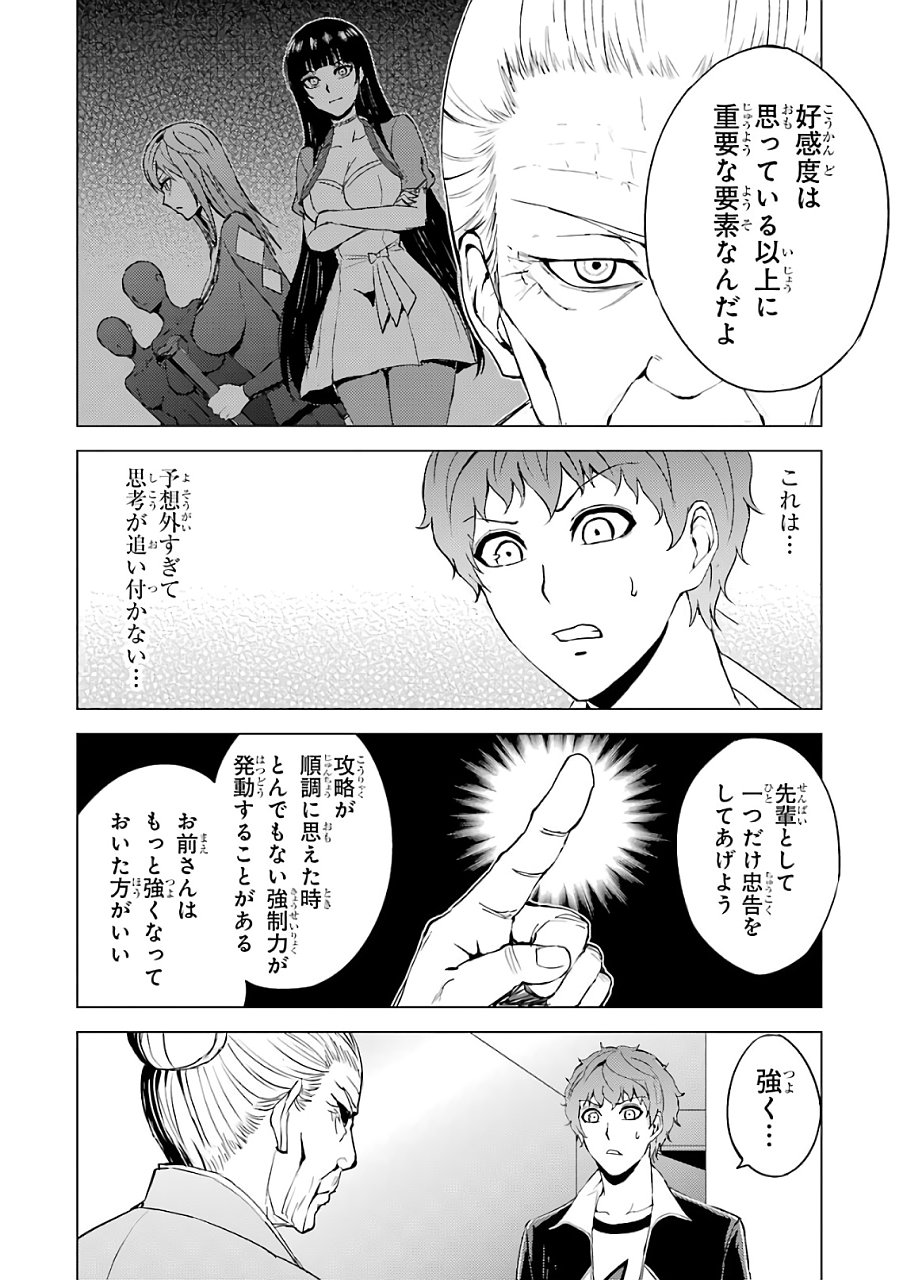 好感度は
思っている以上に
重要な要素なんだよ
これは…
予想外すぎて
思考が追い付かない…
先輩として
一つだけ忠告を
してあげよう
攻略が
順調に思えた時
とんでもない強制力が
発動することがある
お前さんは
もっと強くなって
おいた方がいい
強く…